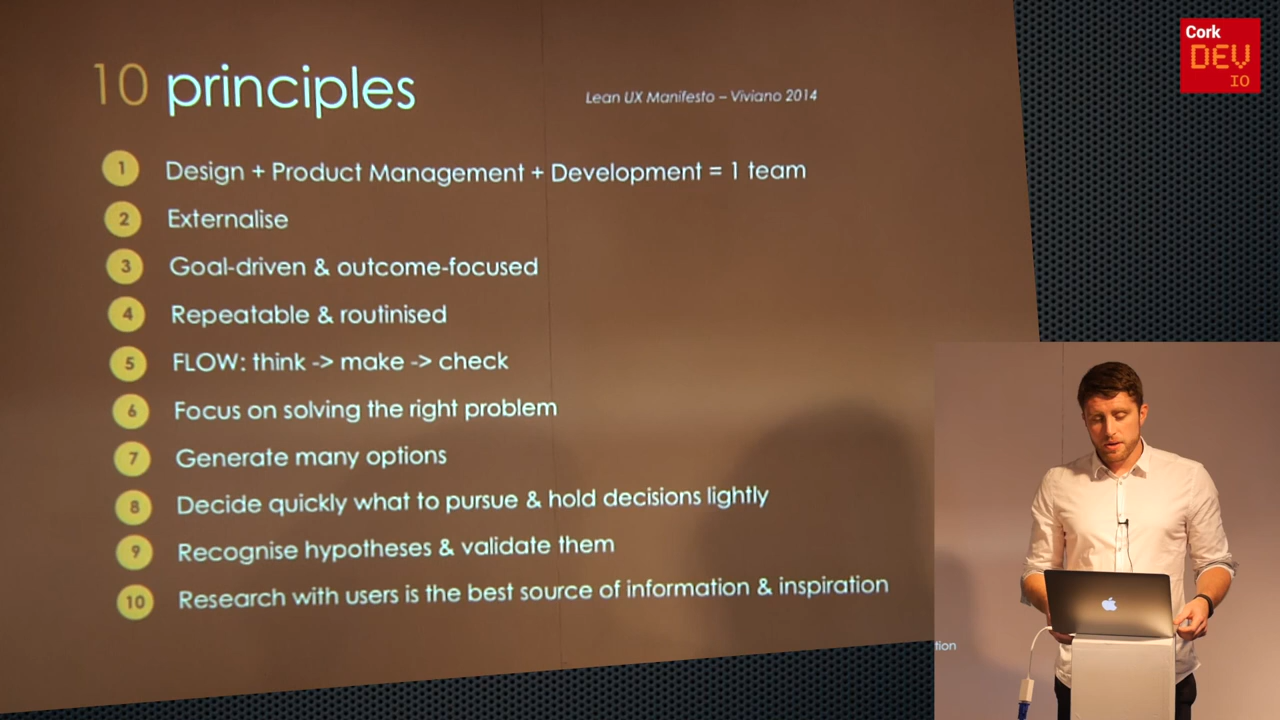 10 principles
Lean UX Manifesto – Viviano 2014
1 Design + Product Management + Development = 1 team
2 Externalise
3 Goal-driven & outcome-focused
4 Repeatable & routinised
5 FLOW: think -> make -> check
6 Focus on solving the right problem
7 Generate many options
8 Decide quickly what to pursue & hold decisions lightly
9 Recognise hypotheses & validate them
10 Research with users is the best source of information & inspiration
Cork
DEV
IO
tion